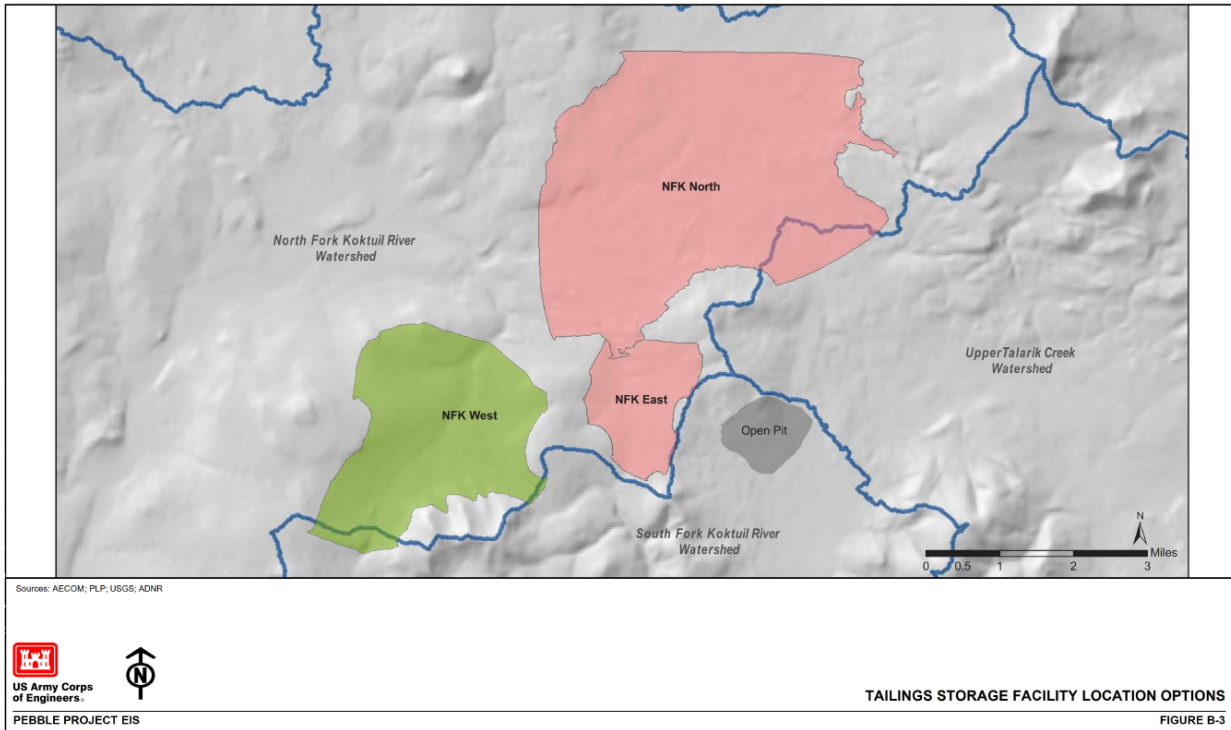 NFK North
North Fork Koktuil River
Watershed
Upper Talarik Creek
Watershed
NFK East
NFK West
Open Pit
South Fork Koktuil River
Watershed
N
Miles
0 0.5 1 2 3
Sources: AECOM; PLP; USGS; ADNR
N
US Army Corps
of Engineers®
TAILINGS STORAGE FACILITY LOCATION OPTIONS
PEBBLE PROJECT EIS
FIGURE B-3